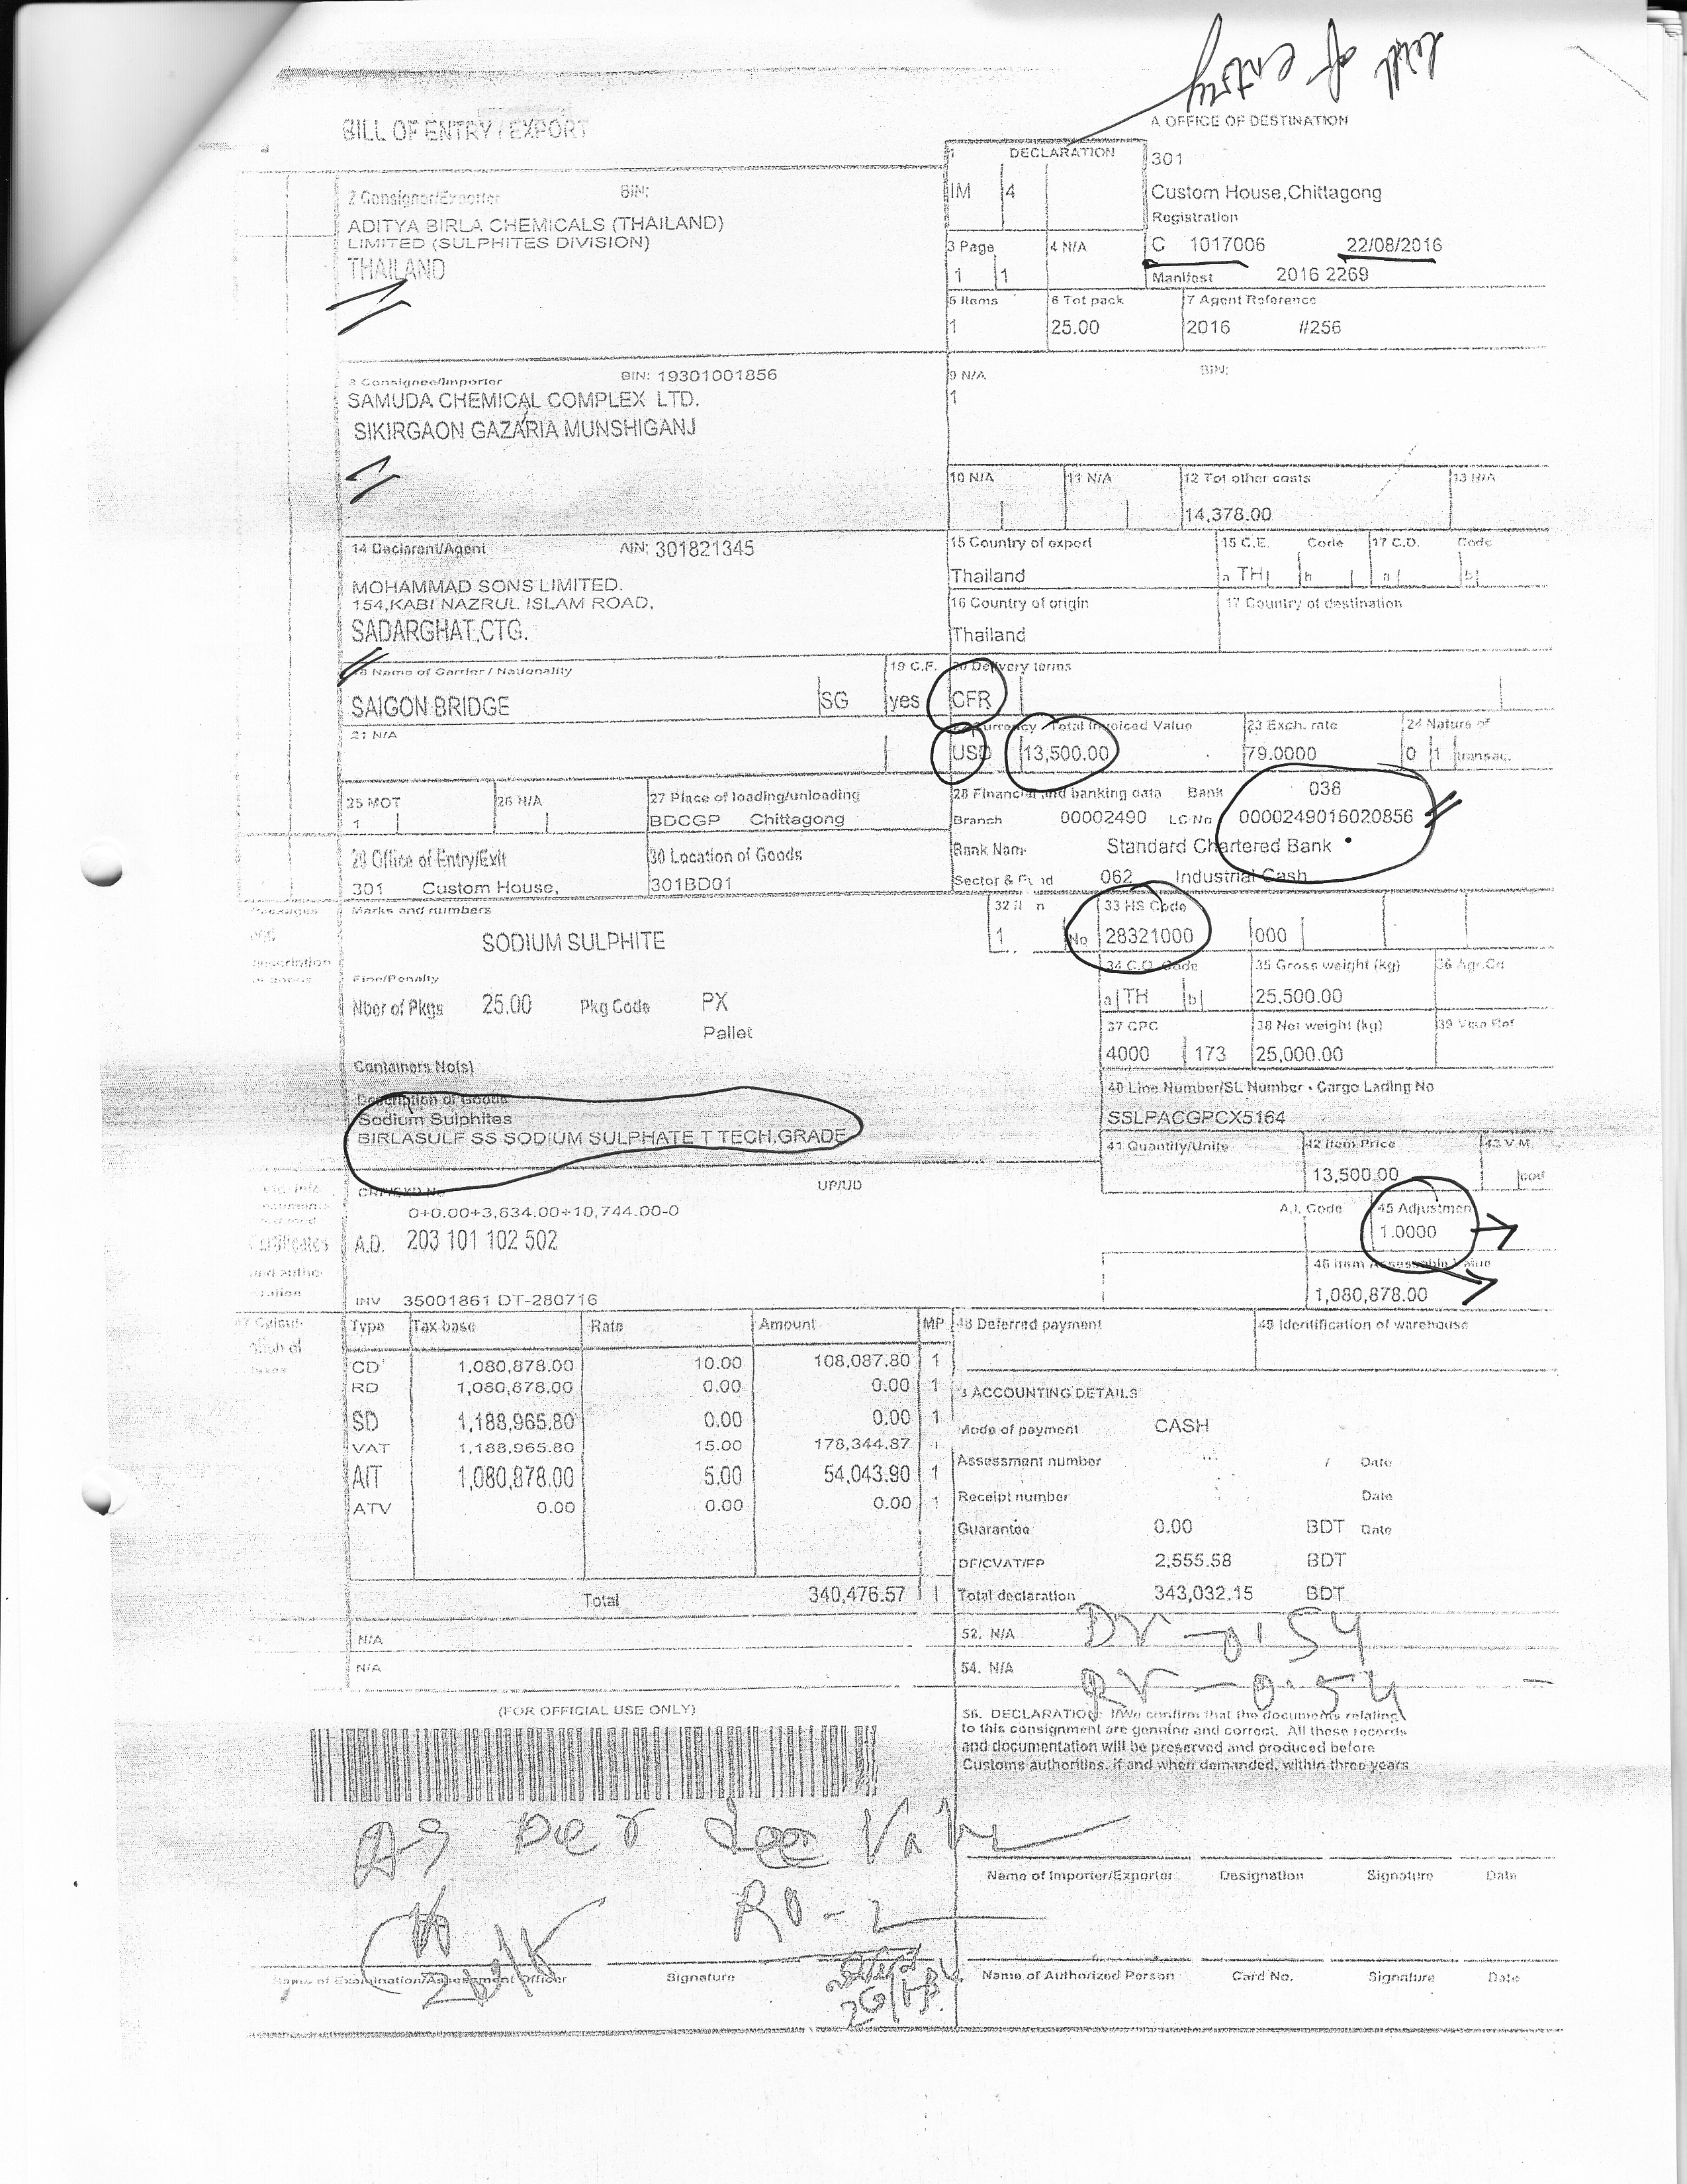 bill of entry
A OFFICE OF DESTINATION
BILL OF ENTRY / EXPORT
1 DECLARATION
301
IM 4
Custom House,Chittagong
2 Consignor/Exporter BIN:
Registration
ADITYA BIRLA CHEMICALS (THAILAND)
LIMITED (SULPHITES DIVISION)
THAILAND
3 Page 4 N/A
C 1017006 22/08/2016
1 1
Manifest 2016 2269
5 Items 6 Tot pack 7 Agent Reference
1 25.00 2016 #256
8 Consignee/Importer BIN: 19301001856
9 N/A BIN:
1
SAMUDA CHEMICAL COMPLEX LTD.
SIKIRGAON GAZARIA MUNSHIGANJ
10 N/A 11 N/A 12 Tot other costs 13 N/A
14,378.00
14 Declarant/Agent AIN: 301821345
15 Country of export 15 C.E. Code 17 C.D. Code
MOHAMMAD SONS LIMITED.
154,KABI NAZRUL ISLAM ROAD,
SADARGHAT,CTG.
Thailand a TH b a b
16 Country of origin 17 Country of destination
Thailand
18 Name of Carrier / Nationality 19 C.F. 20 Delivery terms
SAIGON BRIDGE SG yes CFR
21 N/A
Currency Total Invoiced Value 23 Exch. rate 24 Nature of
USD 13,500.00 79.0000 0 1 transac.
25 MOT 26 N/A 27 Place of loading/unloading
1 BDCGP Chittagong
28 Financial and banking data Bank 038
Branch 00002490 LC No 0000249016020856
29 Office of Entry/Exit 30 Location of Goods
Bank Name Standard Chartered Bank
301 Custom House, 301BD01
Sector & Fund 062 Industrial Cash
Marks and numbers
SODIUM SULPHITE
No
33 HS Code
1 28321000 000
Fine/Penalty
34 C.O. Code 35 Gross weight (kg)
Nber of Pkgs 25.00 Pkg Code PX
Pallet
a TH b 25,500.00
37 CPC 38 Net weight (kg) 39 Visa Ref
4000 173 25,000.00
Containers No(s)
40 Line Number/SL Number - Cargo Lading No
Description of Goods
Sodium Sulphites
BIRLASULF SS SODIUM SULPHATE T TECH.GRADE
SSLPACGPCX5164
41 Quantity/Units 42 Item Price 43 V.M.
13,500.00
UP/UD
0+0.00+3,634.00+10,744.00-0
A.D. 203 101 102 502
A.I. Code 45 Adjustmen
1.0000
46 Item Assessable Value
1,080,878.00
INV 35001861 DT-280716
Type Tax base Rate Amount MP
CD 1,080,878.00 10.00 108,087.80 1
RD 1,080,878.00 0.00 0.00 1
SD 1,188,965.80 0.00 0.00 1
VAT 1,188,965.80 15.00 178,344.87 1
AIT 1,080,878.00 5.00 54,043.90 1
ATV 0.00 0.00 0.00 1
Total 340,476.57 1
48 Deferred payment 49 Identification of warehouse
ACCOUNTING DETAILS
Mode of payment CASH
Assessment number / Date
Receipt number Date
Guarantee 0.00 BDT Date
DF/CVAT/FP 2,555.58 BDT
Total declaration 343,032.15 BDT
N/A
52. N/A
DV - 0.54
N/A
54. N/A
RV - 0.54
(FOR OFFICIAL USE ONLY)
56. DECLARATION: I/We confirm that the documents relating
to this consignment are genuine and correct. All these records
and documentation will be preserved and produced before
Customs authorities, if and when demanded, within three years
As per
Name of Importer/Exporter Designation Signature Date
RO - 2
Name of Examination/Assessment Officer Signature
Name of Authorized Person Card No. Signature Date